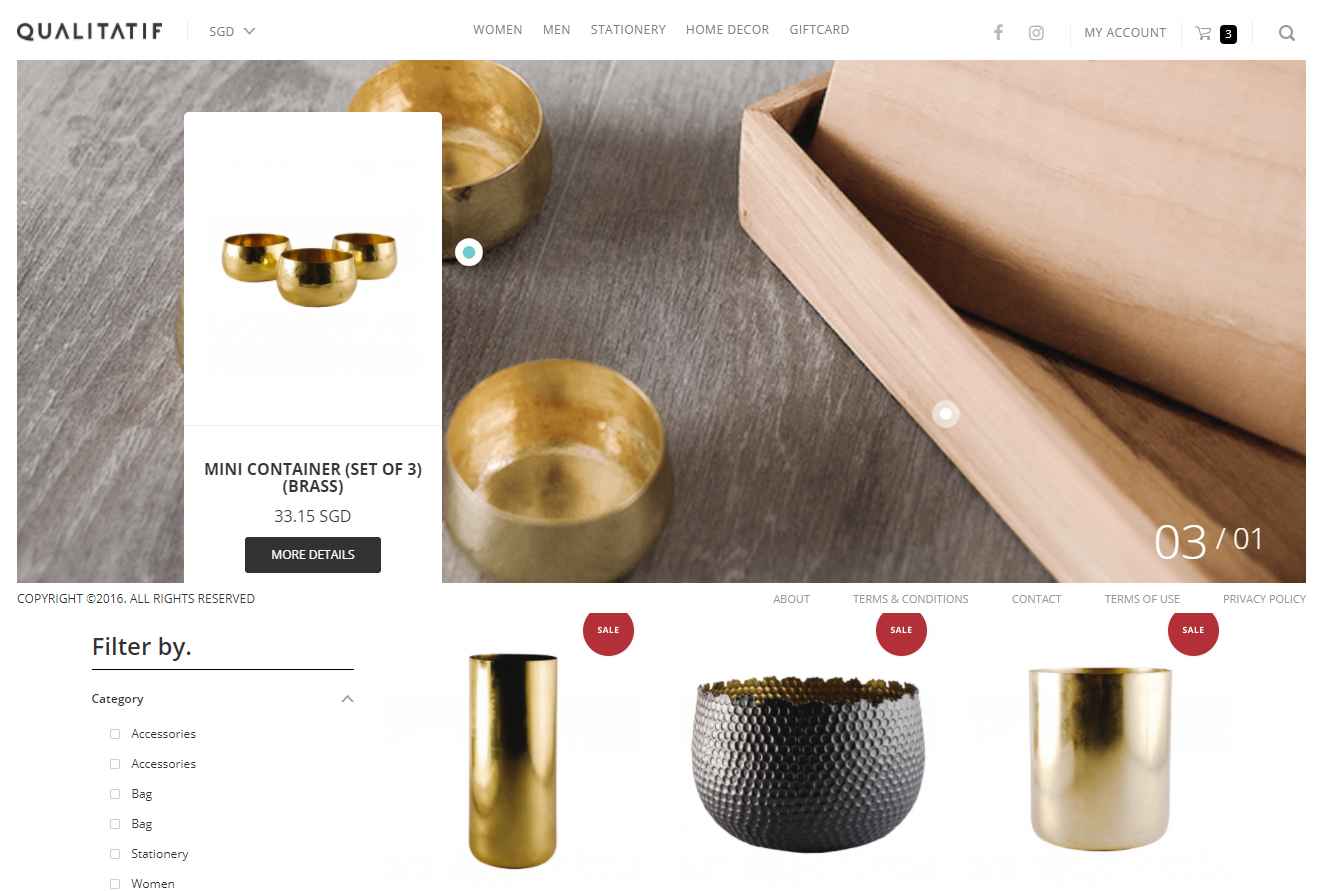 QUALITATIF
SGD
WOMEN MEN STATIONERY HOME DECOR GIFTCARD
MY ACCOUNT
3
MINI CONTAINER (SET OF 3)
(BRASS)
33.15 SGD
MORE DETAILS
03 / 01
COPYRIGHT ©2016. ALL RIGHTS RESERVED
ABOUT TERMS & CONDITIONS CONTACT TERMS OF USE PRIVACY POLICY
Filter by.
Category
Accessories
Accessories
Bag
Bag
Stationery
Women
SALE
SALE
SALE